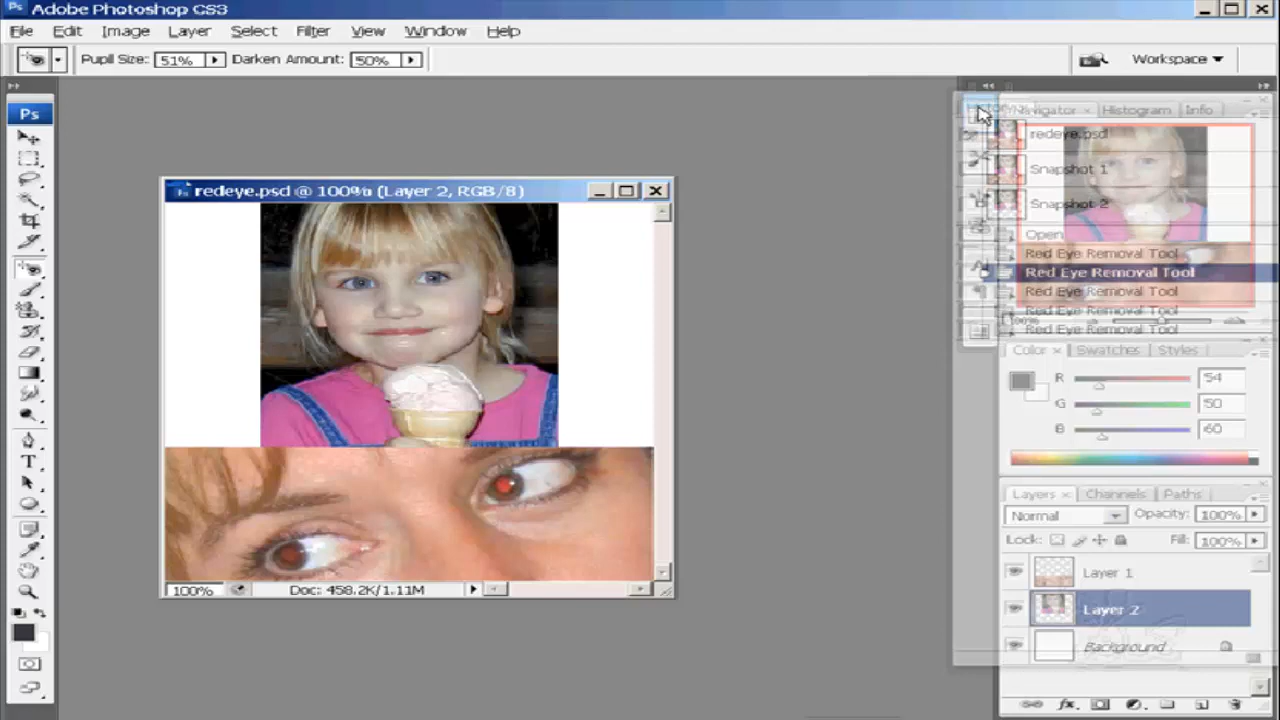 Ps Adobe Photoshop CS3
File Edit Image Layer Select Filter View Window Help
Pupil Size: 51% Darken Amount: 50% Workspace
Ps
Navigator × Histogram Info
redeye.psd
Snapshot 1
Snapshot 2
Open
Red Eye Removal Tool
Red Eye Removal Tool
Red Eye Removal Tool
Red Eye Removal Tool
Red Eye Removal Tool
redeye.psd @ 100% (Layer 2, RGB/8)
100% Doc: 458.2K/1.11M
Color × Swatches Styles
R 54
G 50
B 60
Layers × Channels Paths
Normal Opacity: 100%
Lock: Fill: 100%
Layer 1
Layer 2
Background
T
fx